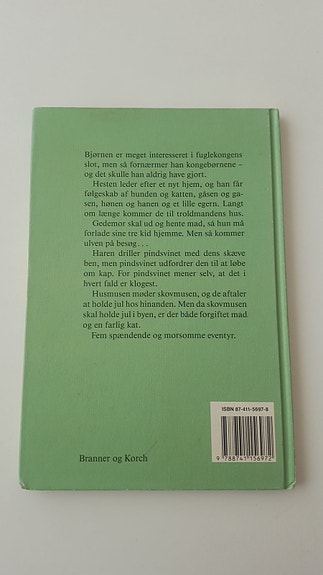 Bjørnen er meget interesseret i fuglekongens
slot, men så fornærmer han kongebørnene –
og det skulle han aldrig have gjort.
Hesten leder efter et nyt hjem, og han får
følgeskab af hunden og katten, gåsen og ga-
sen, hønen og hanen og et lille egern. Langt
om længe kommer de til troldmandens hus.
Gedemor skal ud og hente mad, så hun må
forlade sine tre kid hjemme. Men så kommer
ulven på besøg . . .
Haren driller pindsvinet med dens skæve
ben, men pindsvinet udfordrer den til at løbe
om kap. For pindsvinet mener selv, at det i
hvert fald er klogest.
Husmusen møder skovmusen, og de aftaler
at holde jul hos hinanden. Men da skovmusen
skal holde jul i byen, er der både forgiftet mad
og en farlig kat.
Fem spændende og morsomme eventyr.
ISBN 87-411-5697-8
9 788741 156972
Branner og Korch